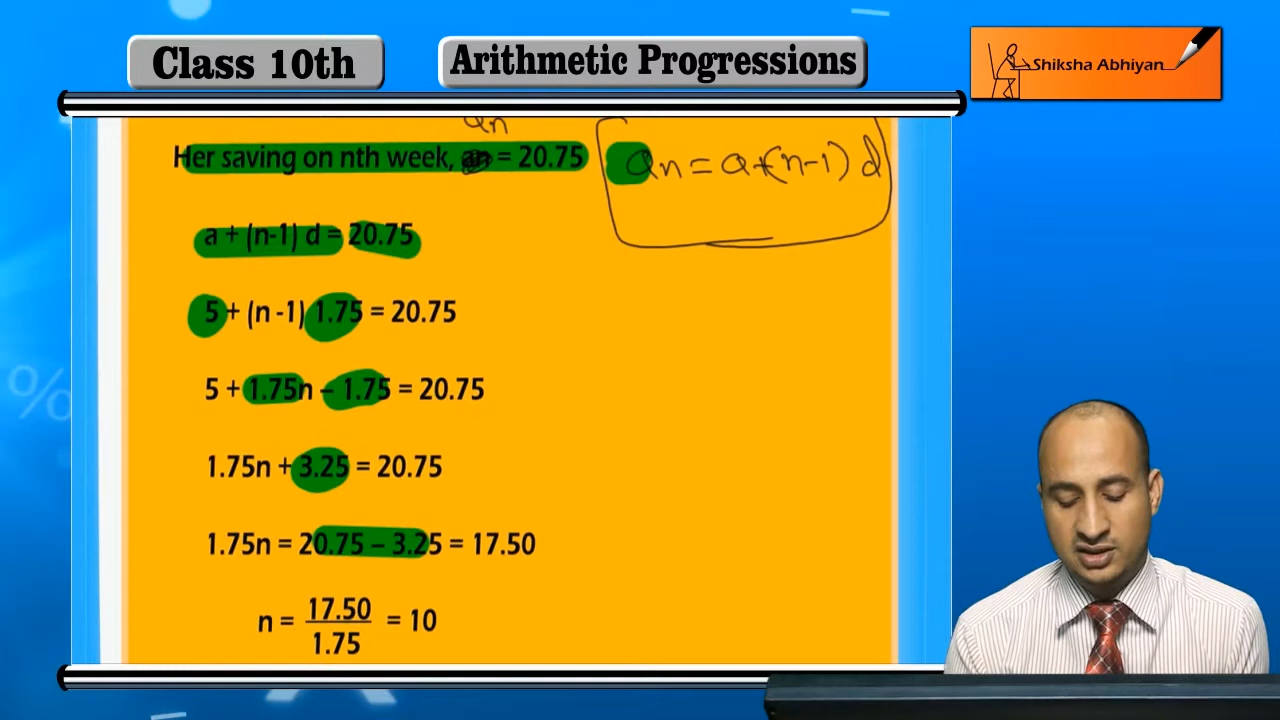 Class 10th
Arithmetic Progressions
Shiksha Abhiyan
an
Her saving on nth week, an = 20.75
an = a+(n-1) d
a + (n-1) d = 20.75
5 + (n -1) 1.75 = 20.75
5 + 1.75n – 1.75 = 20.75
1.75n + 3.25 = 20.75
1.75n = 20.75 – 3.25 = 17.50
n = 17.50/1.75 = 10
%